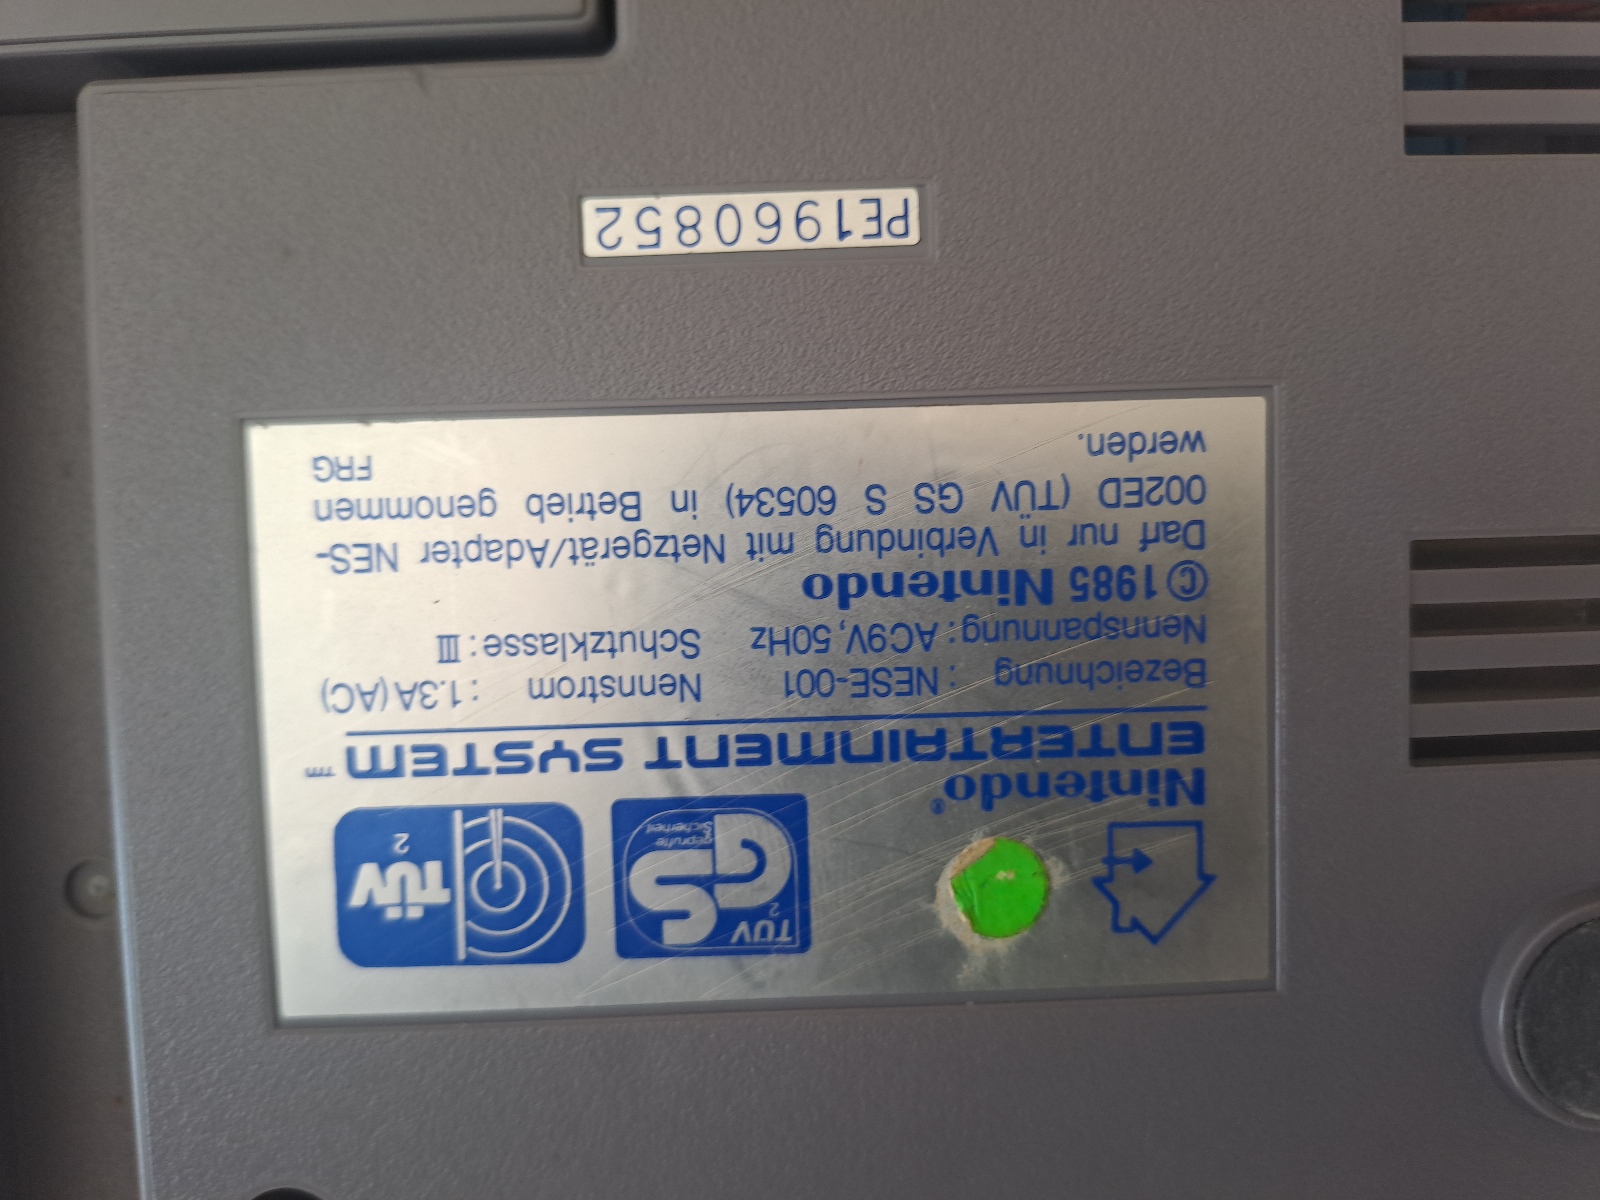 TÜV
2
GS
geprüfte
Sicherheit
TÜV
2
Nintendo®
ENTERTAINMENT SYSTEM™
Bezeichnung : NESE-001 Nennstrom : 1.3A (AC)
Nennspannung : AC9V, 50Hz Schutzklasse : III
©1985 Nintendo
Darf nur in Verbindung mit Netzgerät/Adapter NES-
002ED (TÜV GS S 60534) in Betrieb genommen
werden.
FRG
PE1960852